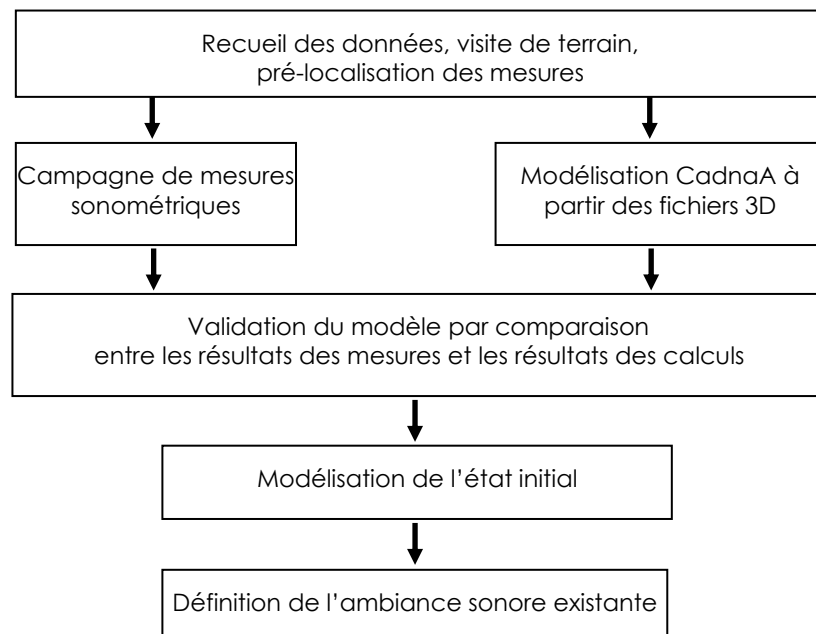 Recueil des données, visite de terrain,
pré-localisation des mesures
Campagne de mesures
sonométriques
Modélisation CadnaA à
partir des fichiers 3D
Validation du modèle par comparaison
entre les résultats des mesures et les résultats des calculs
Modélisation de l’état initial
Définition de l’ambiance sonore existante